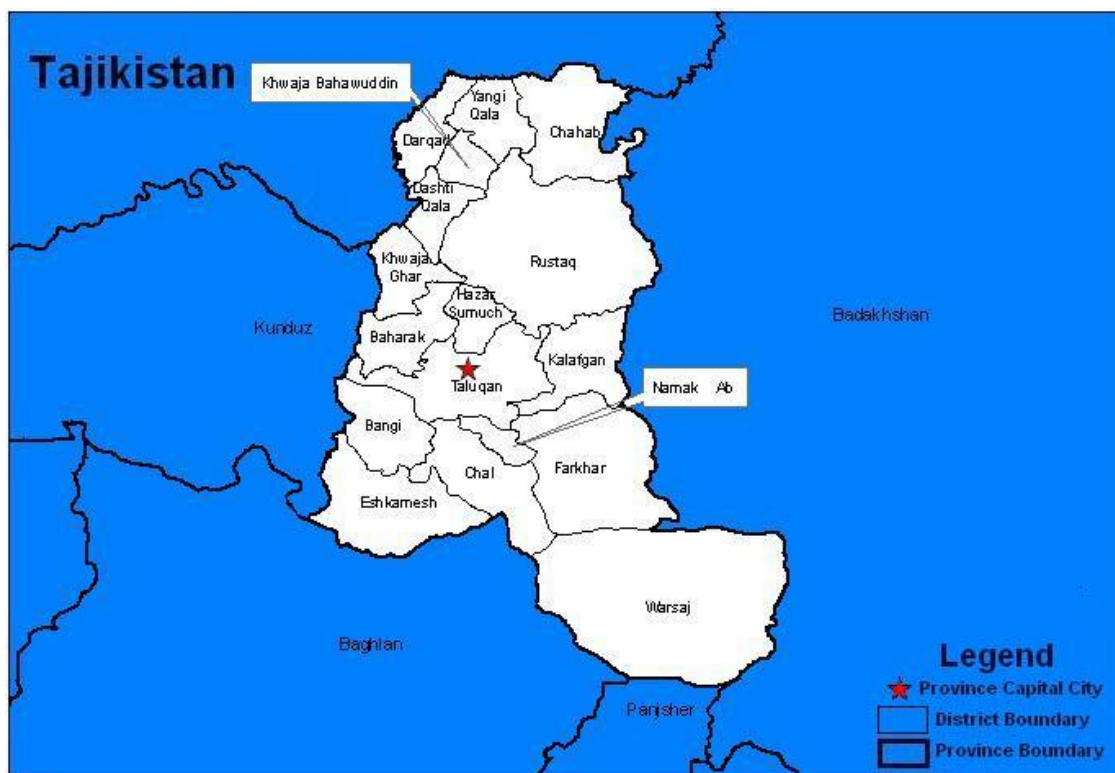 Tajikistan
Khwaja Bahawuddin
Yangi
Qala
Chahab
Darqad
Dashti
Qala
Khwaja
Ghar
Rustaq
Hazar
Sumuch
Kunduz
Badakhshan
Baharak
Kalafgan
Taluqan
Namak Ab
Bangi
Chal
Farkhar
Eshkamesh
Warsaj
Baghlan
Panjsher
Legend
Province Capital City
District Boundary
Province Boundary